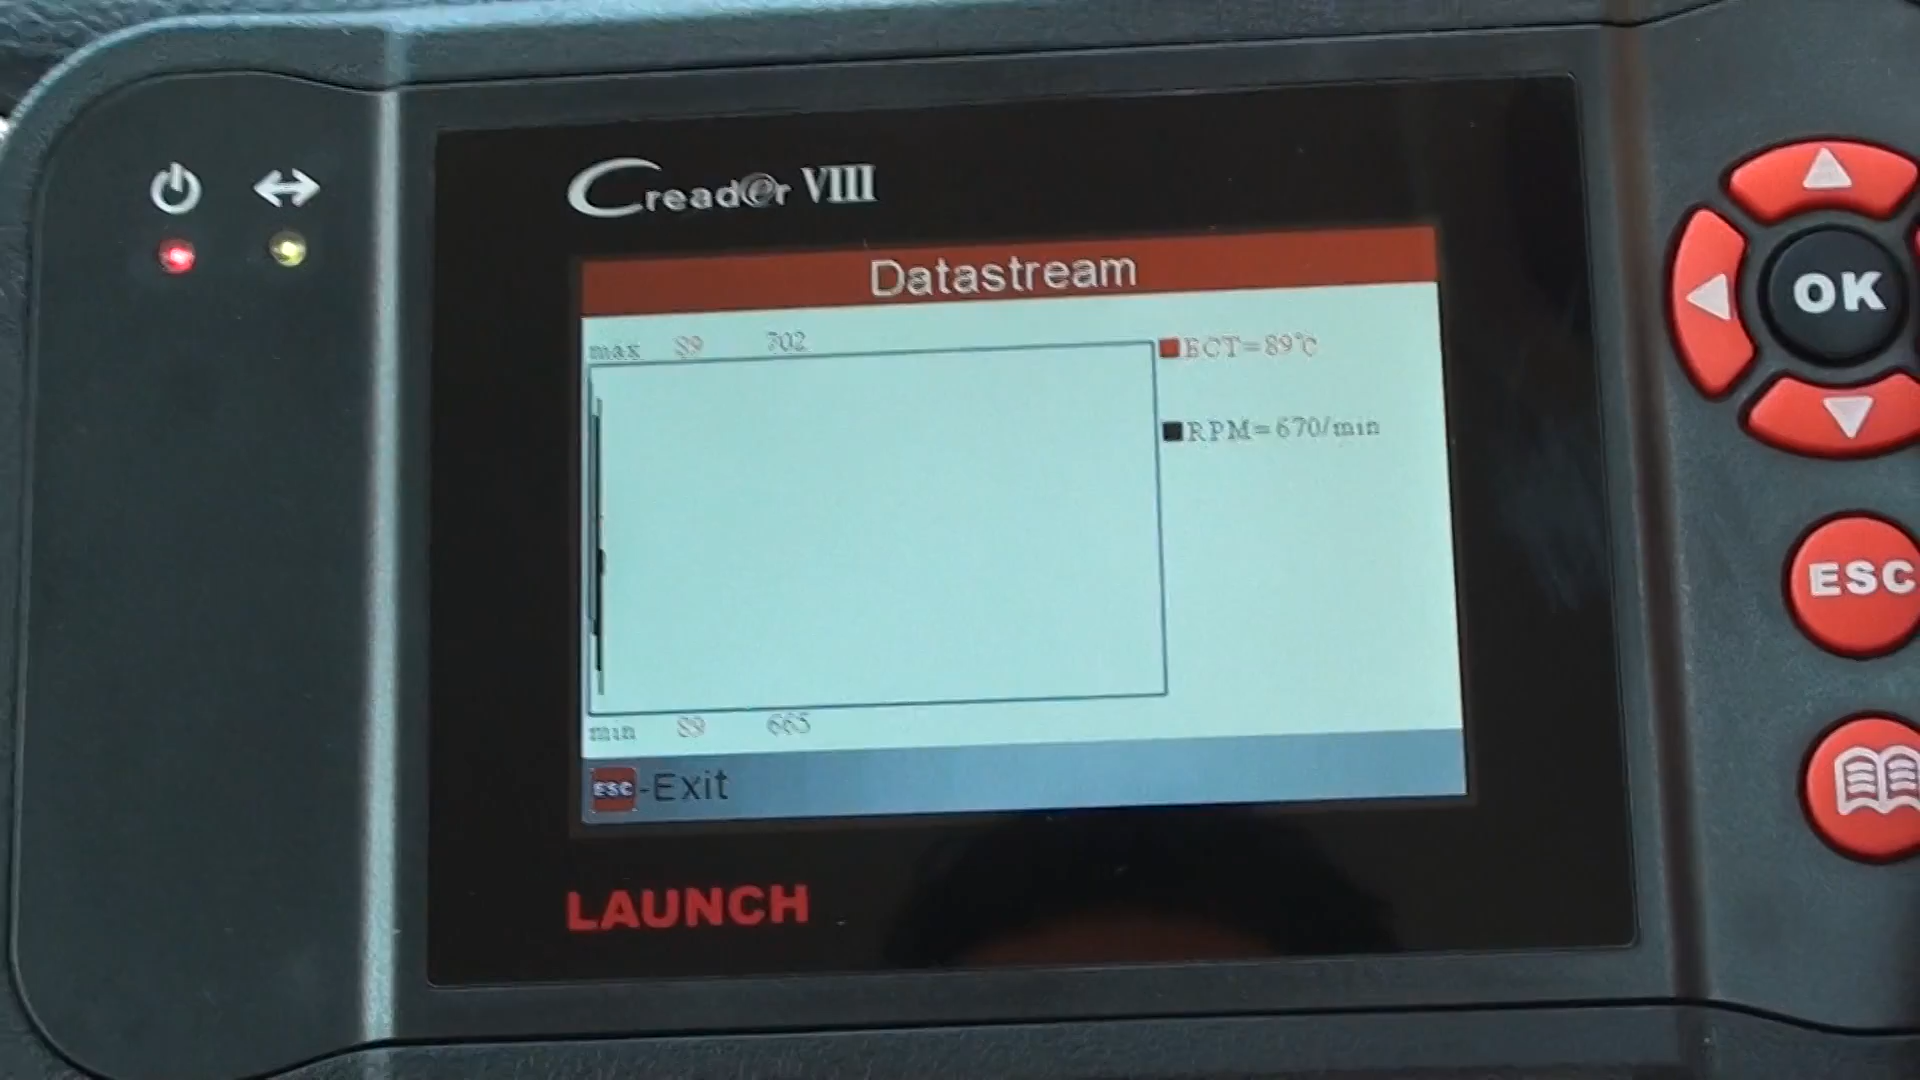 Creader VIII
Datastream
max 89 702
ECT=89℃
RPM=670/min
min 89 665
ESC-Exit
LAUNCH
OK
ESC